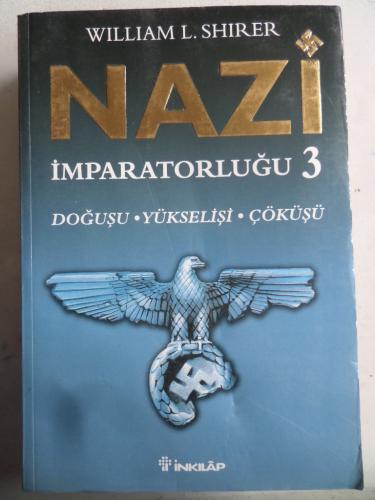 WILLIAM L. SHIRER
NAZİ
İMPARATORLUĞU 3
DOĞUŞU • YÜKSELİŞİ • ÇÖKÜŞÜ
İNKILÂP